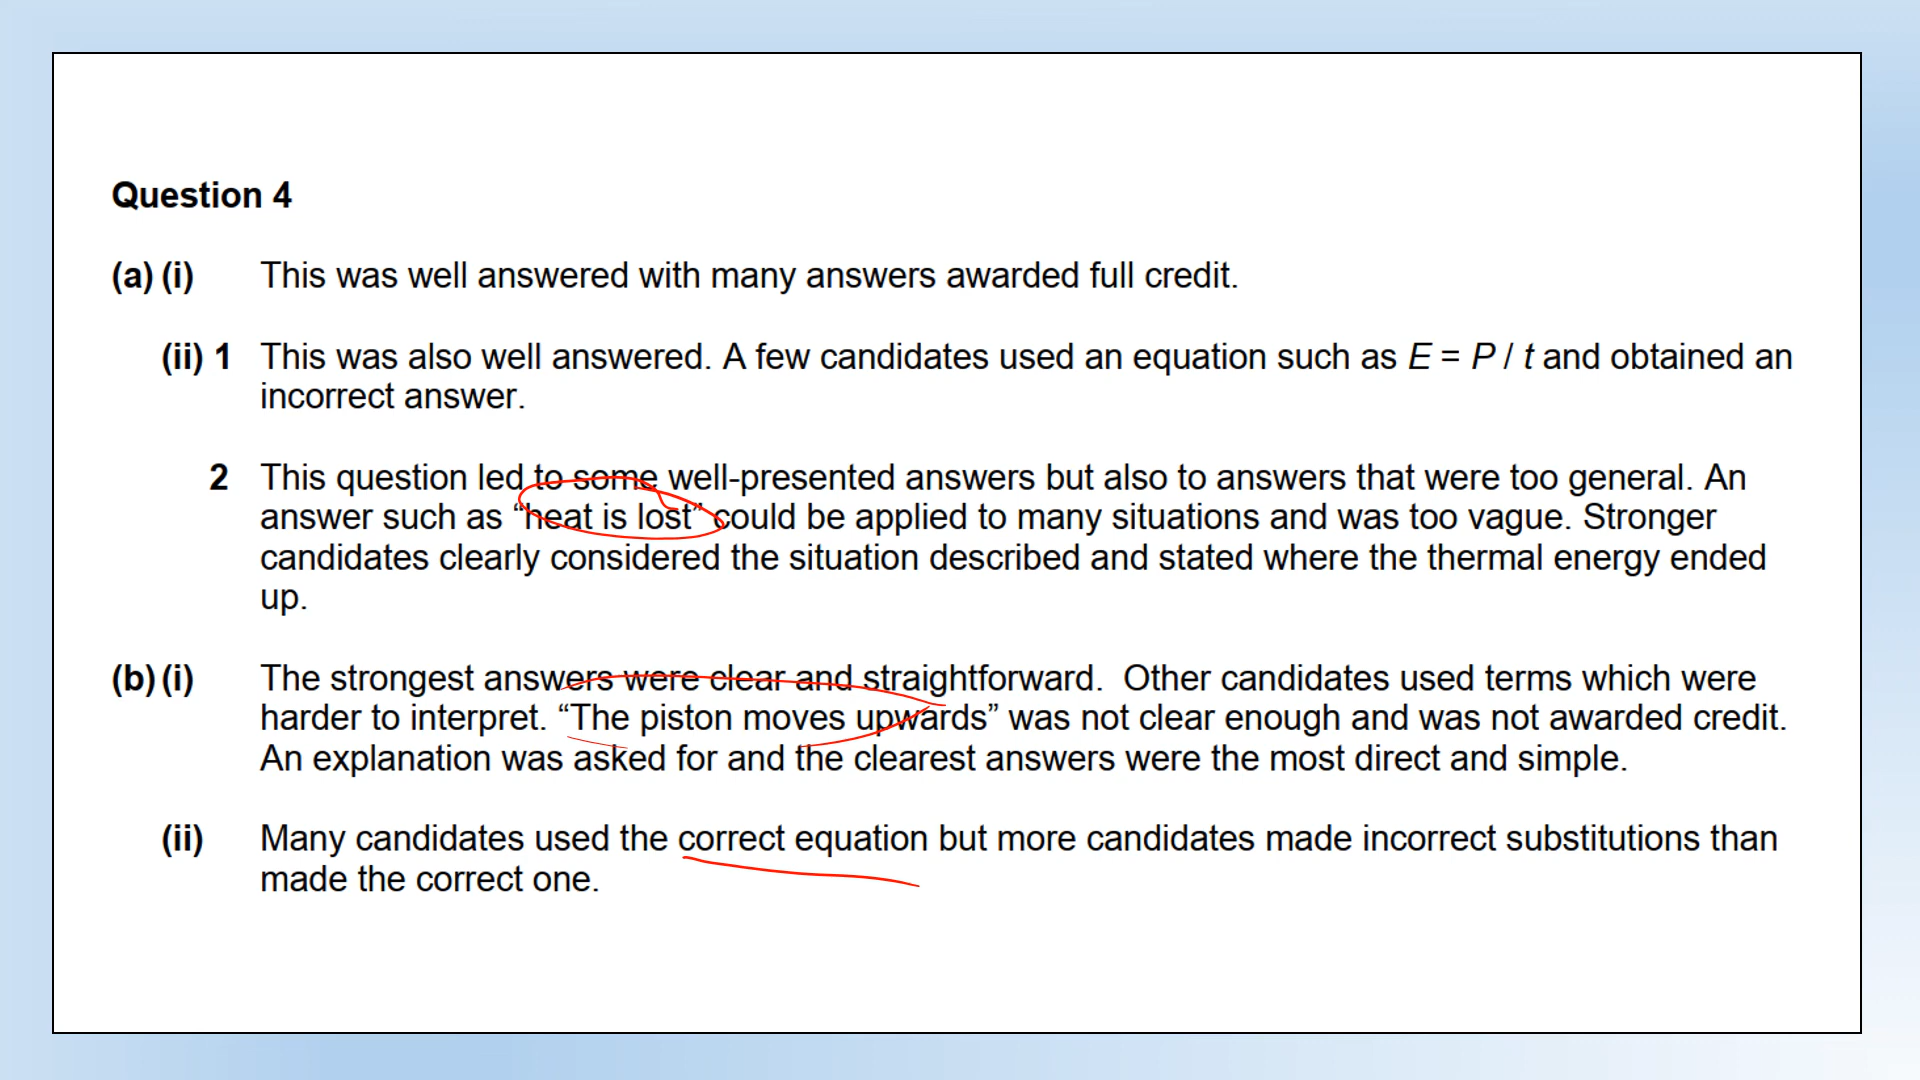 Question 4
(a) (i) This was well answered with many answers awarded full credit.
(ii) 1 This was also well answered. A few candidates used an equation such as E = P / t and obtained an
incorrect answer.
2 This question led to some well-presented answers but also to answers that were too general. An
answer such as “heat is lost” could be applied to many situations and was too vague. Stronger
candidates clearly considered the situation described and stated where the thermal energy ended
up.
(b) (i) The strongest answers were clear and straightforward. Other candidates used terms which were
harder to interpret. “The piston moves upwards” was not clear enough and was not awarded credit.
An explanation was asked for and the clearest answers were the most direct and simple.
(ii) Many candidates used the correct equation but more candidates made incorrect substitutions than
made the correct one.